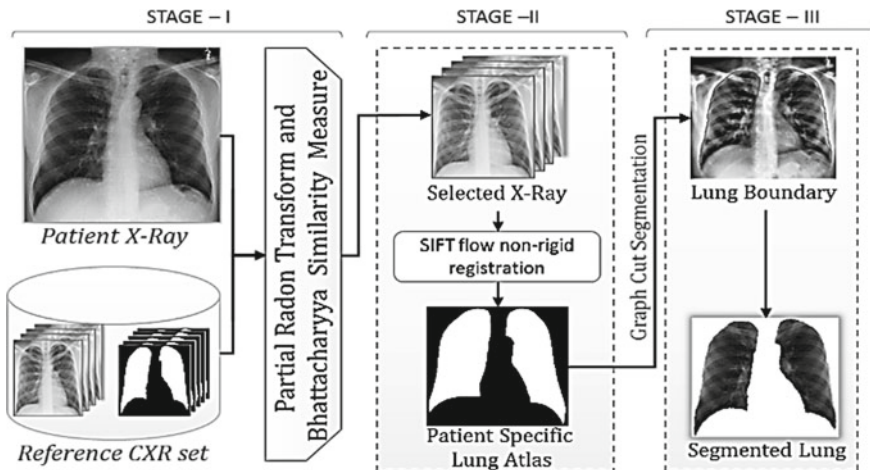 STAGE – I
STAGE –II
STAGE – III
Patient X-Ray
Reference CXR set
Partial Radon Transform and
Bhattacharyya Similarity Measure
Selected X-Ray
SIFT flow non-rigid
registration
Patient Specific
Lung Atlas
Graph Cut Segmentation
Lung Boundary
Segmented Lung